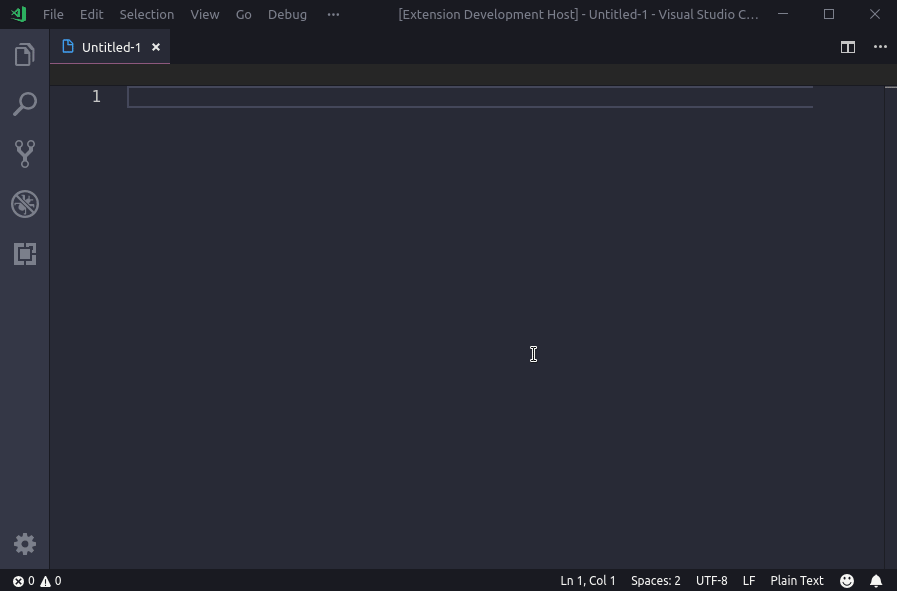 File Edit Selection View Go Debug ··· [Extension Development Host] - Untitled-1 - Visual Studio C...
Untitled-1
1
0 0 Ln 1, Col 1 Spaces: 2 UTF-8 LF Plain Text